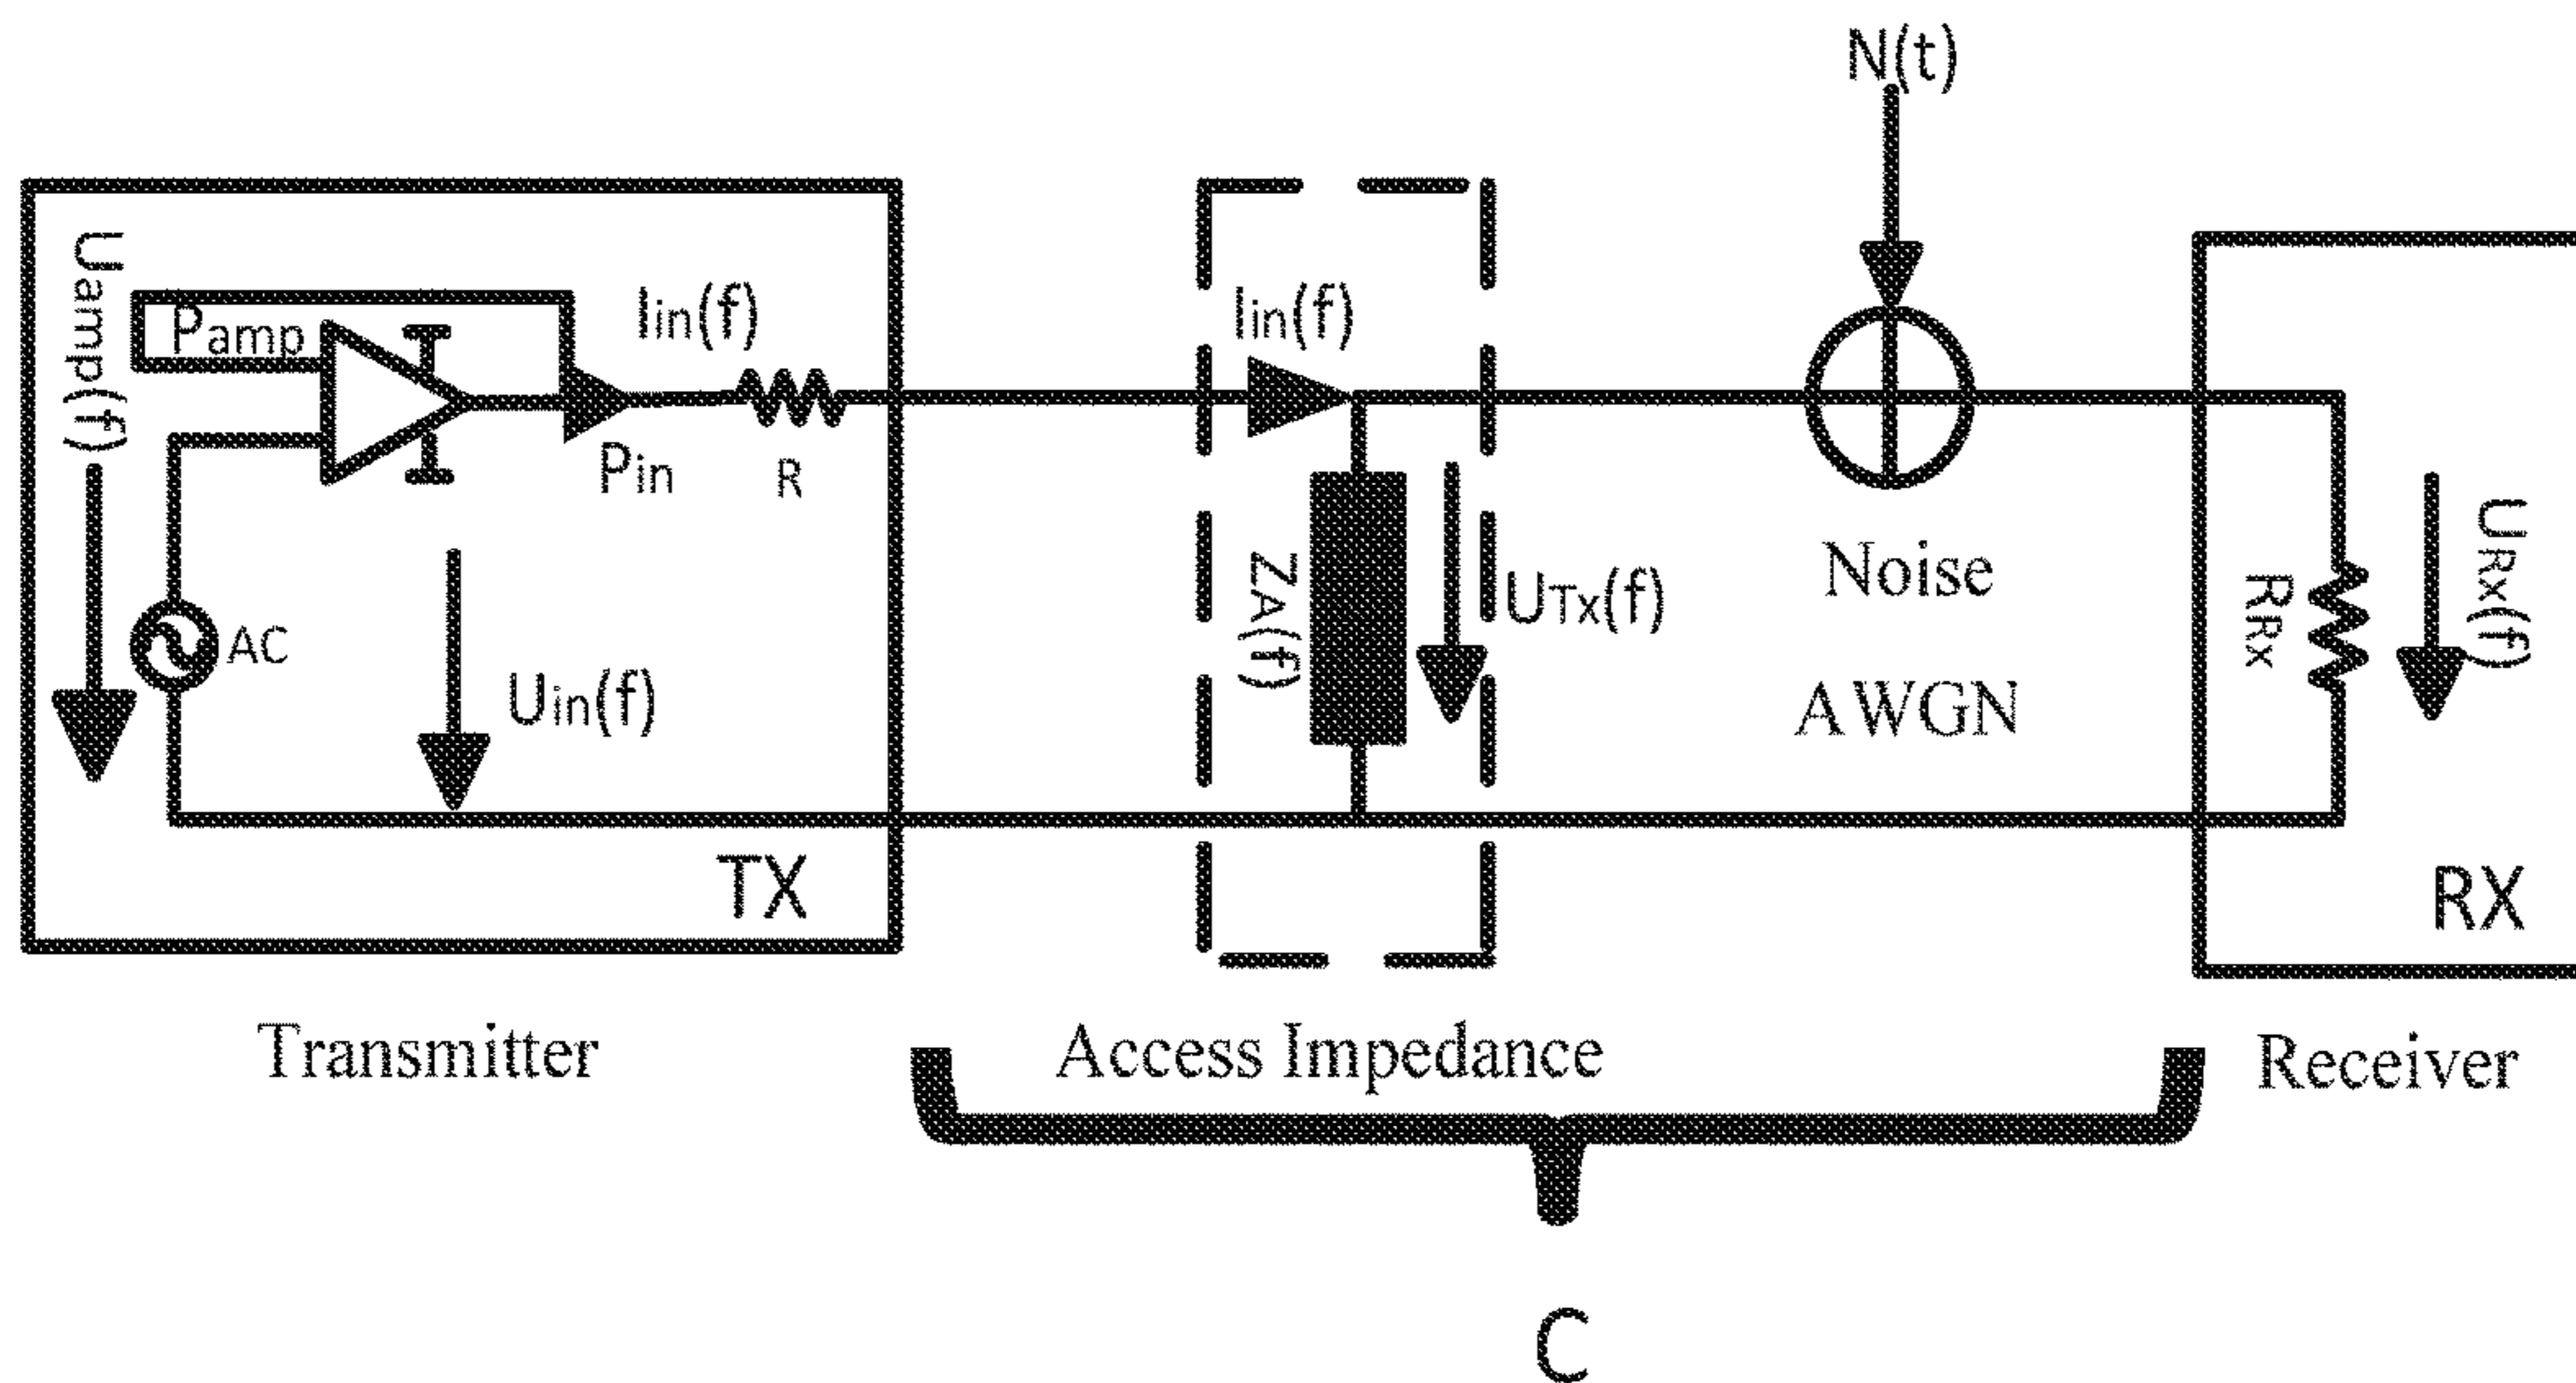 N(t)
Uamp(f)
Pamp
Iin(f)
Iin(f)
Pin
R
AC
Uin(f)
ZA(f)
UTx(f)
Noise
AWGN
RRx
URx(f)
TX
RX
Transmitter
Access Impedance
Receiver
C